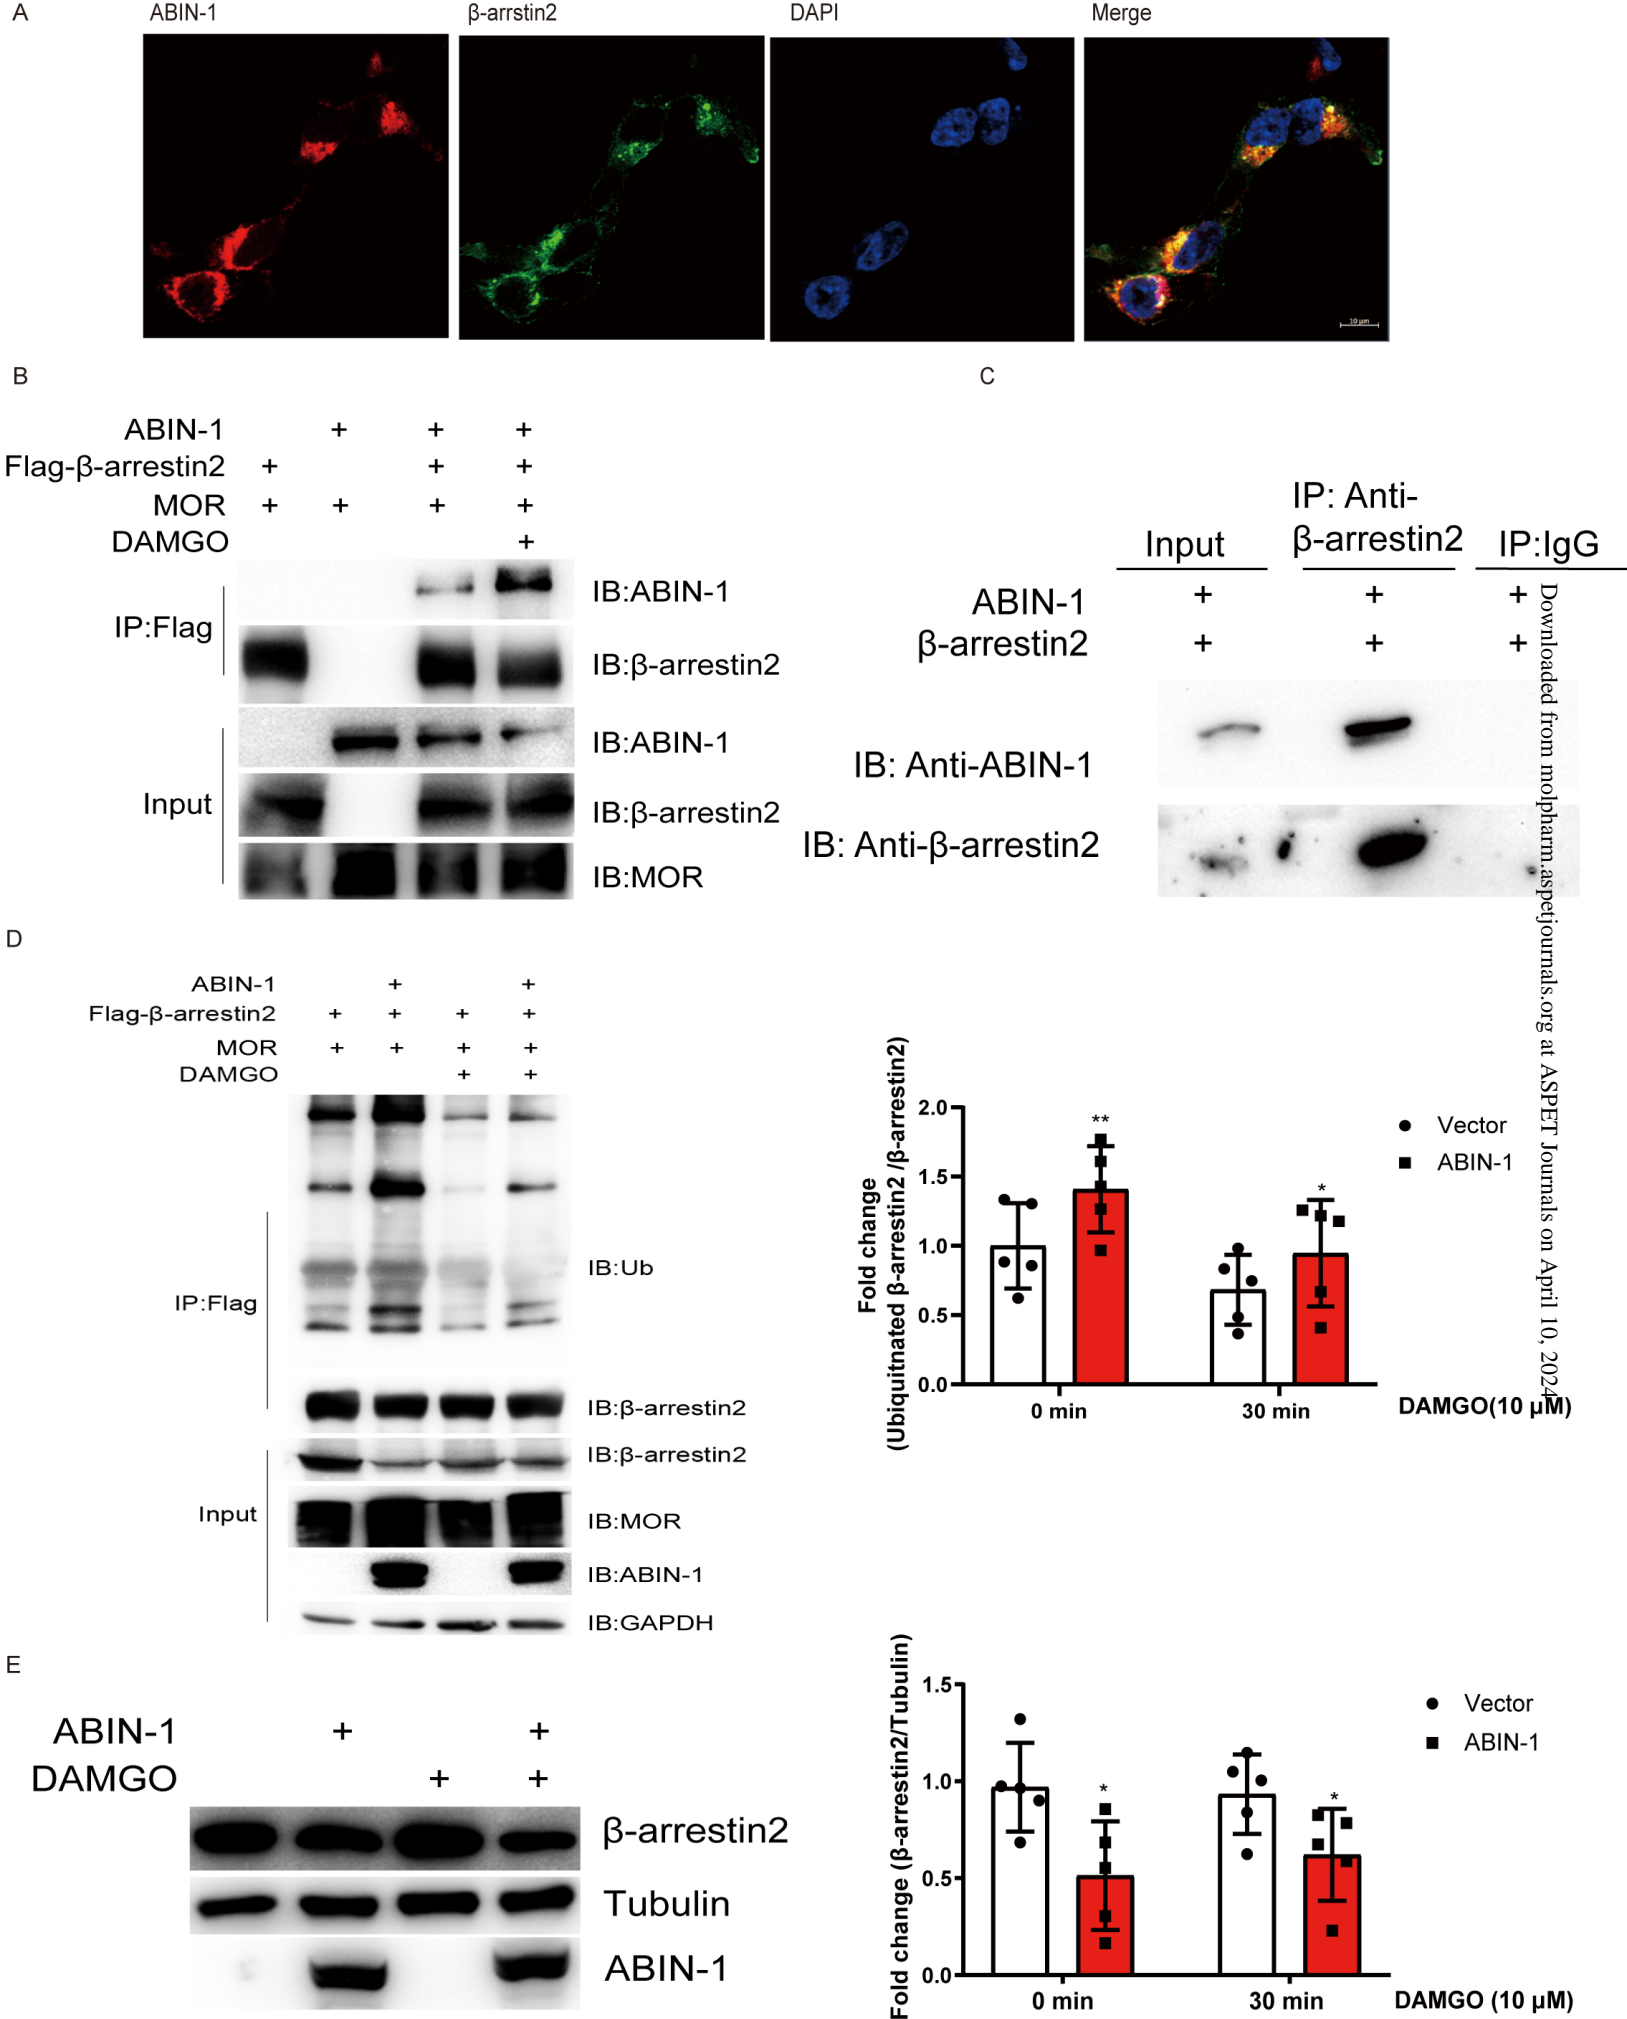 A
ABIN-1
β-arrstin2
DAPI
Merge
10 μm
B
ABIN-1 + + +
Flag-β-arrestin2 + + +
MOR + + + +
DAMGO +
IP:Flag
IB:ABIN-1
IB:β-arrestin2
Input
IB:ABIN-1
IB:β-arrestin2
IB:MOR
C
Input
IP: Anti-
β-arrestin2
IP:IgG
ABIN-1 + + +
β-arrestin2 + + +
IB: Anti-ABIN-1
IB: Anti-β-arrestin2
Downloaded from molpharm.aspetjournals.org at ASPET Journals on April 10, 2024
D
ABIN-1 + +
Flag-β-arrestin2 + + + +
MOR + + + +
DAMGO + +
IP:Flag
IB:Ub
IB:β-arrestin2
Input
IB:β-arrestin2
IB:MOR
IB:ABIN-1
IB:GAPDH
Fold change
(Ubiquitnated β-arrestin2 /β-arrestin2)
2.0
1.5
1.0
0.5
0.0
**
*
Vector
ABIN-1
0 min
30 min
DAMGO(10 μM)
E
ABIN-1 + +
DAMGO + +
β-arrestin2
Tubulin
ABIN-1
Fold change (β-arrestin2/Tubulin)
1.5
1.0
0.5
0.0
*
*
Vector
ABIN-1
0 min
30 min
DAMGO (10 μM)